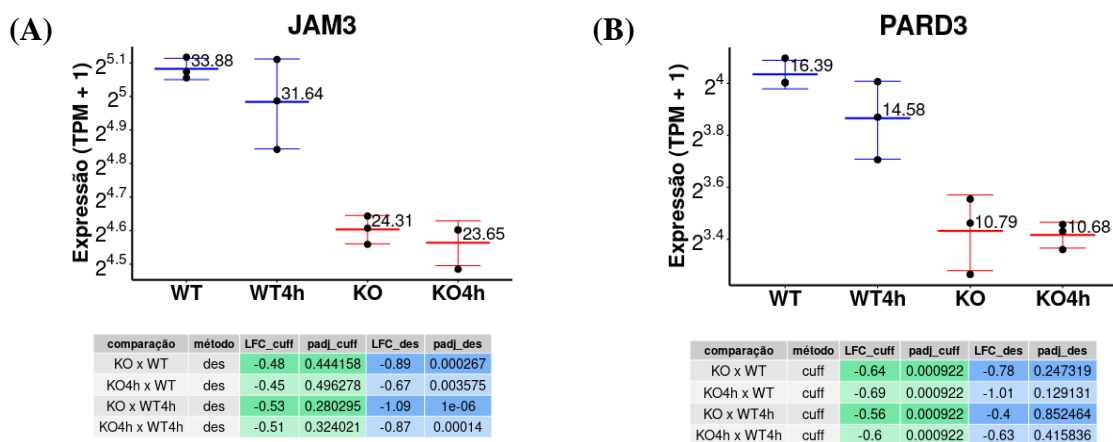 (A)
JAM3
Expressão (TPM + 1)
2^5.1
2^5
2^4.9
2^4.8
2^4.7
2^4.6
2^4.5
33.88
31.64
24.31
23.65
WT WT4h KO KO4h
comparação método LFC_cuff padj_cuff LFC_des padj_des
KO x WT des -0.48 0.444158 -0.89 0.000267
KO4h x WT des -0.45 0.496278 -0.67 0.003575
KO x WT4h des -0.53 0.280295 -1.09 1e-06
KO4h x WT4h des -0.51 0.324021 -0.87 0.00014
(B)
PARD3
Expressão (TPM + 1)
2^4
2^3.8
2^3.6
2^3.4
16.39
14.58
10.79
10.68
WT WT4h KO KO4h
comparação método LFC_cuff padj_cuff LFC_des padj_des
KO x WT cuff -0.64 0.000922 -0.78 0.247319
KO4h x WT cuff -0.69 0.000922 -1.01 0.129131
KO x WT4h cuff -0.56 0.000922 -0.4 0.852464
KO4h x WT4h cuff -0.6 0.000922 -0.63 0.415836